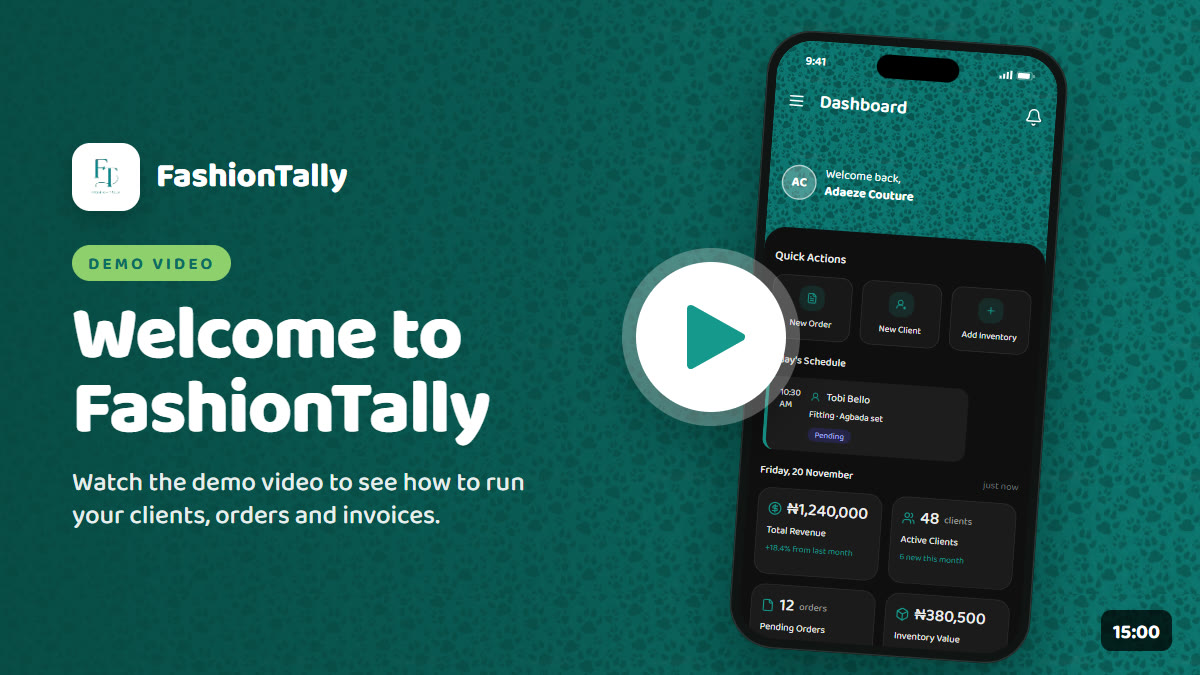 FashionTally
DEMO VIDEO
Welcome to
FashionTally
Watch the demo video to see how to run
your clients, orders and invoices.
9:41
Dashboard
AC
Welcome back,
Adaeze Couture
Quick Actions
New Order
New Client
Add Inventory
ay's Schedule
10:30
AM
Tobi Bello
Fitting · Agbada set
Pending
Friday, 20 November
just now
₦1,240,000
Total Revenue
+18.4% from last month
48 clients
Active Clients
6 new this month
12 orders
Pending Orders
₦380,500
Inventory Value
15:00